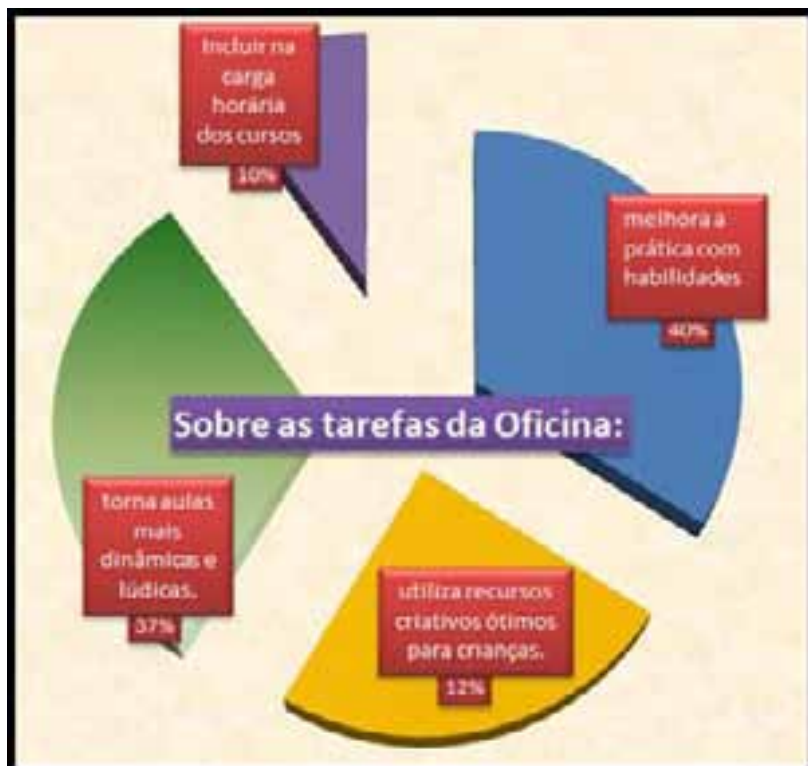 Incluir na
carga
horária
dos cursos
10%
melhora a
prática com
habilidades
40%
Sobre as tarefas da Oficina:
torna aulas
mais
dinâmicas e
lúdicas.
37%
utiliza recursos
criativos ótimos
para crianças.
12%